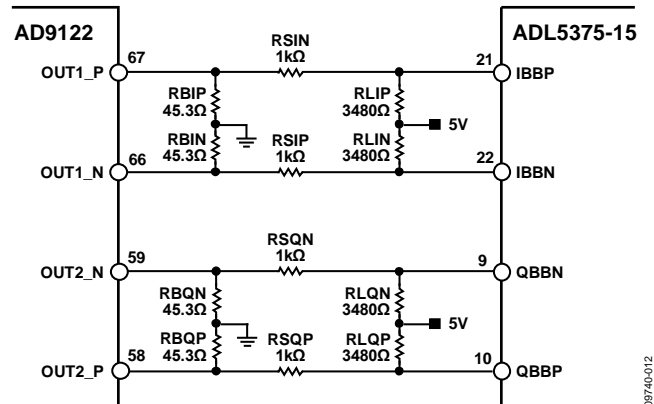 AD9122
ADL5375-15
OUT1_P
67
RSIN
1kΩ
21
IBBP
RBIP
45.3Ω
RLIP
3480Ω
5V
RBIN
45.3Ω
RSIP
1kΩ
RLIN
3480Ω
OUT1_N
66
22
IBBN
OUT2_N
59
RSQN
1kΩ
9
QBBN
RBQN
45.3Ω
RLQN
3480Ω
5V
RBQP
45.3Ω
RSQP
1kΩ
RLQP
3480Ω
OUT2_P
58
10
QBBP
09740-012